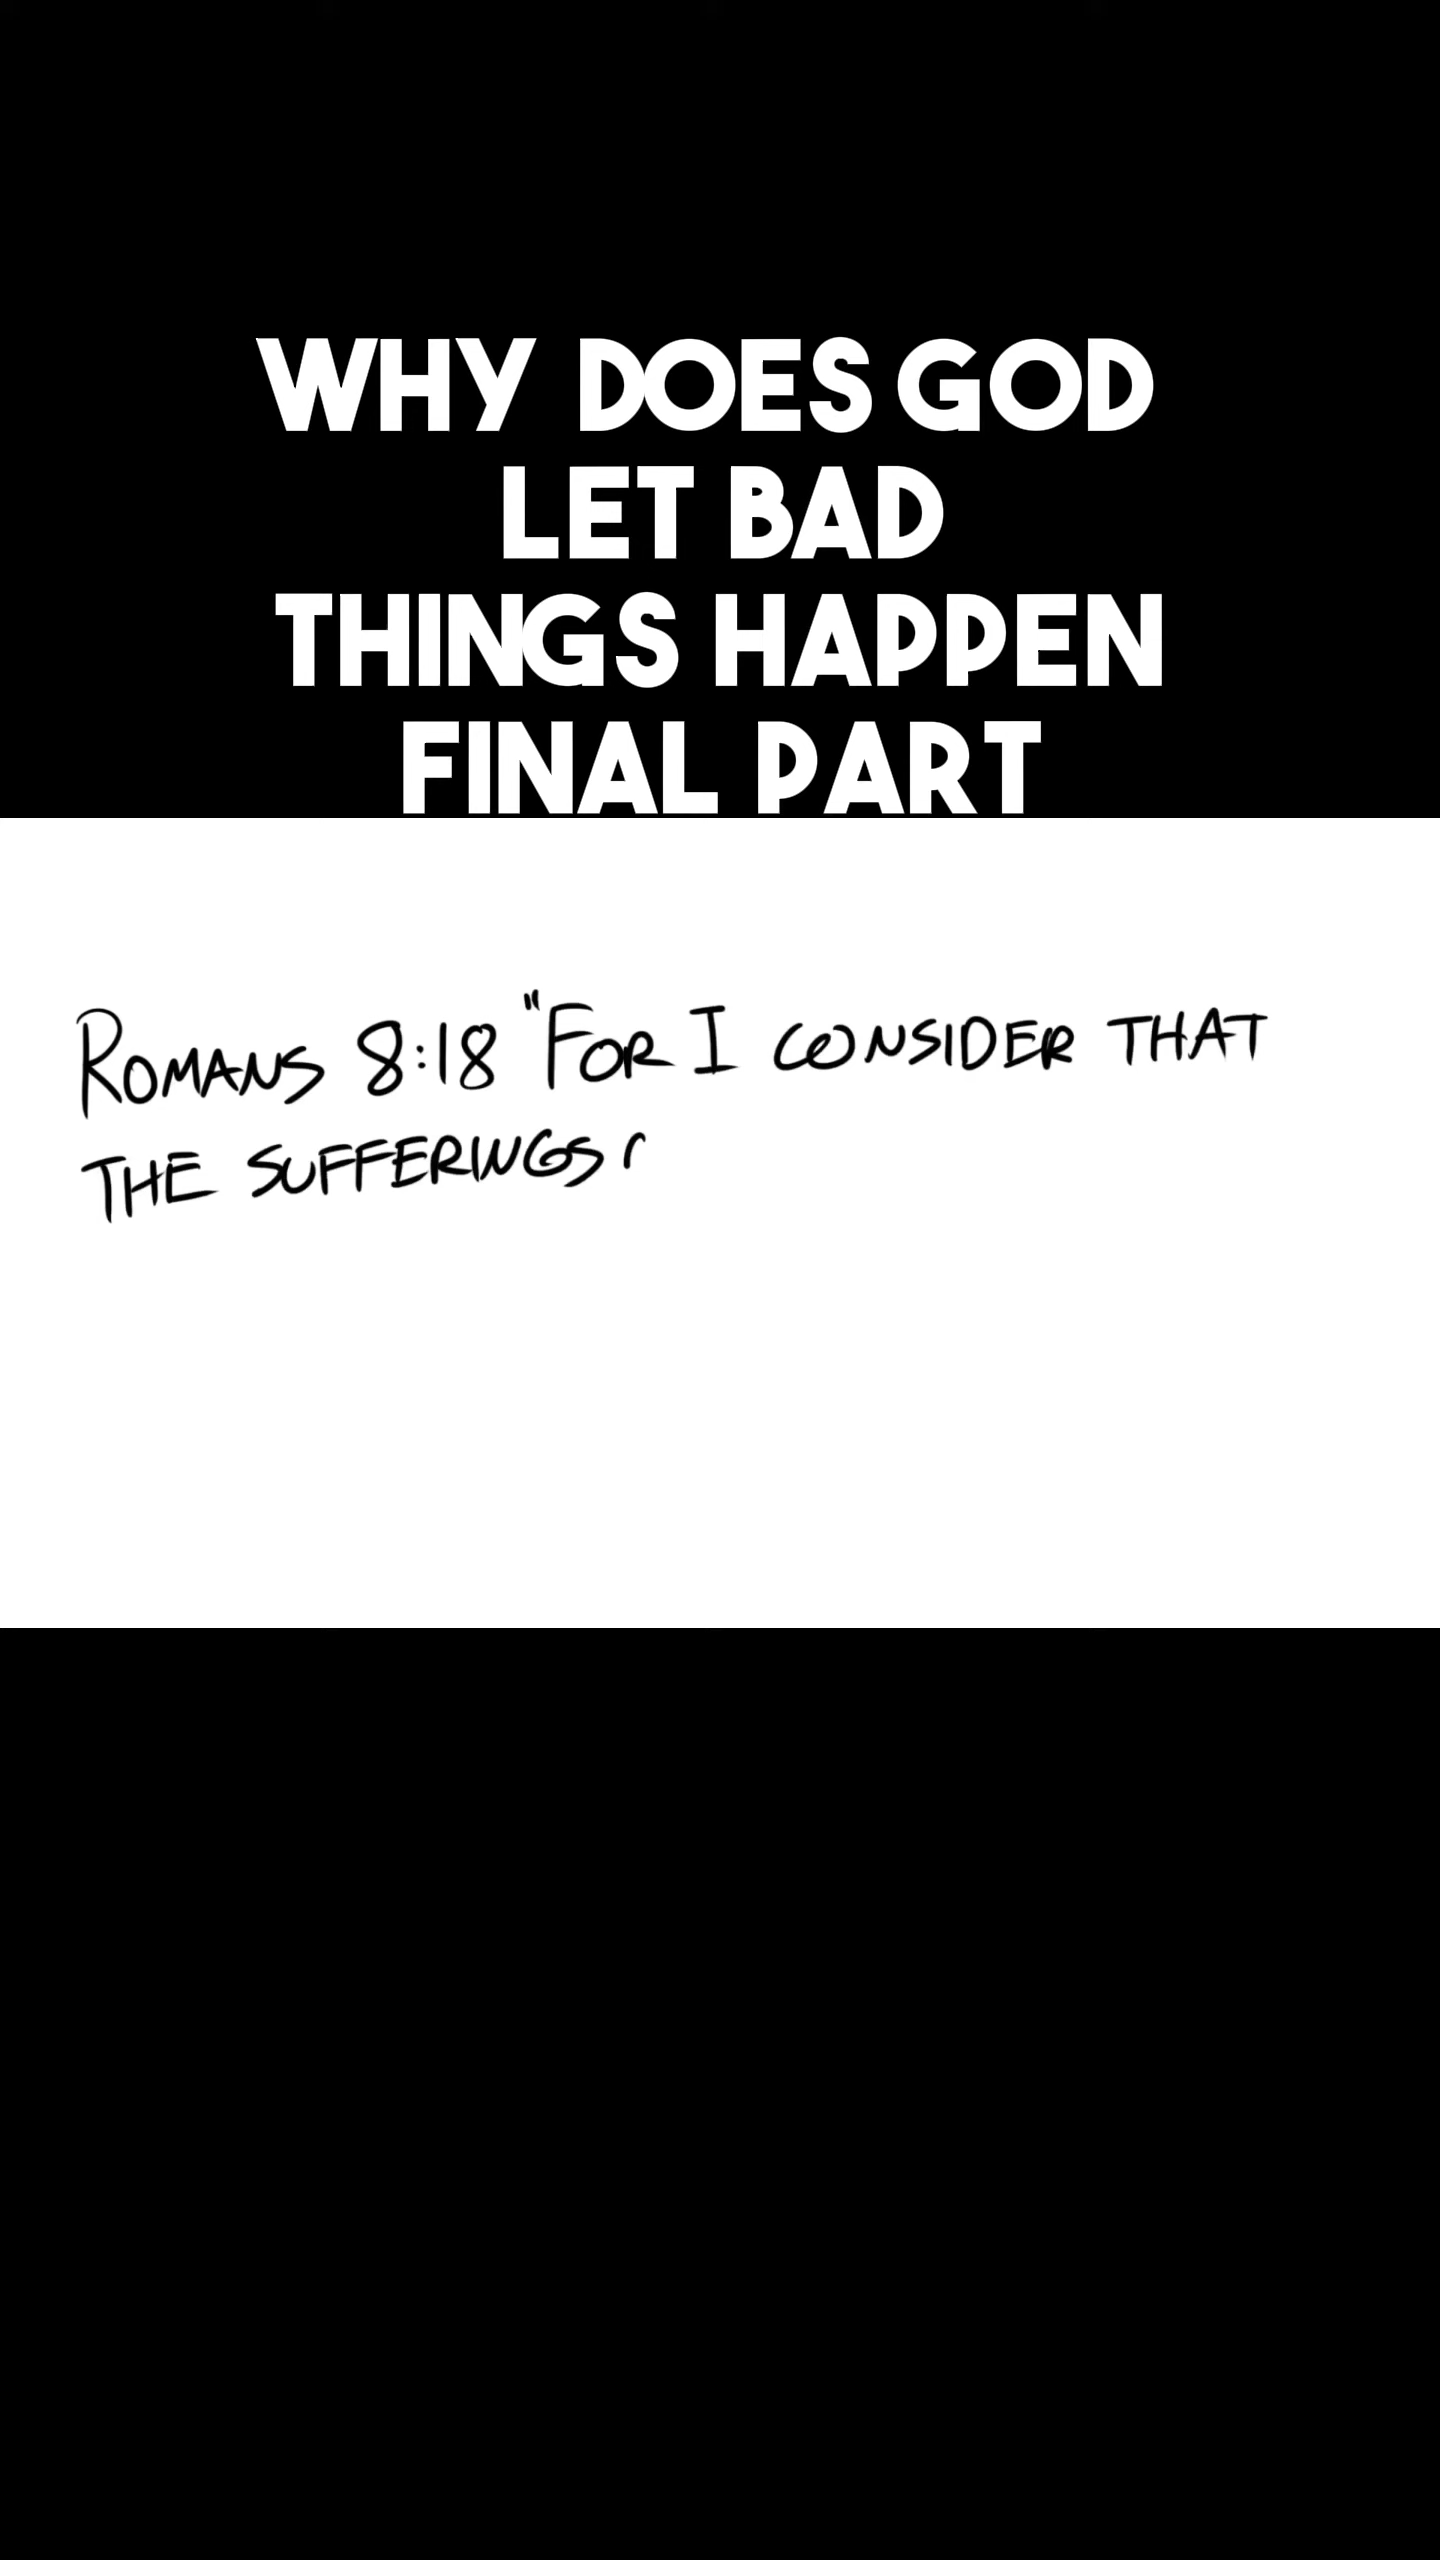 WHY DOES GOD
LET BAD
THINGS HAPPEN
FINAL PART
ROMANS 8:18 "FOR I CONSIDER THAT
THE SUFFERINGS